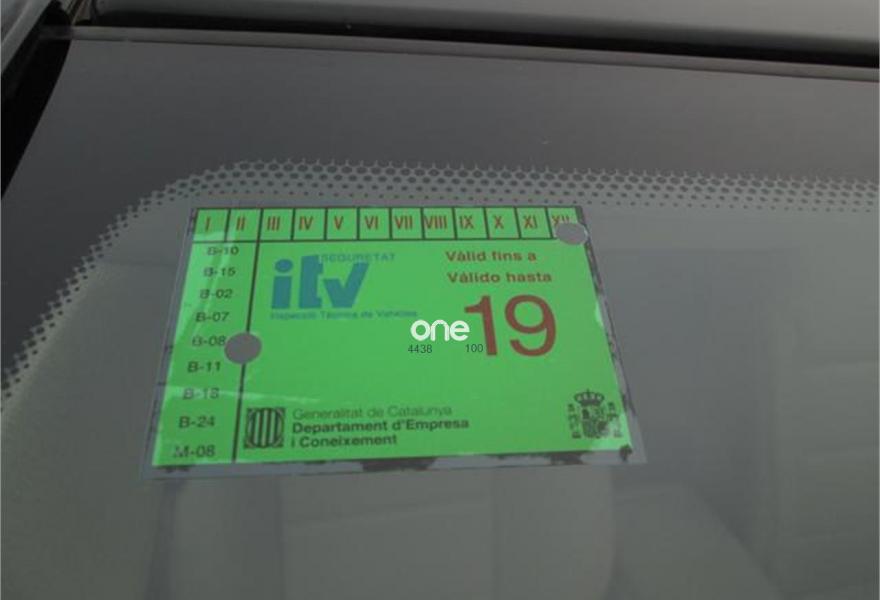 I II III IV V VI VII VIII IX X XI XII
B-10
B-15
B-02
B-07
B-08
B-11
B-18
B-24
M-08
SEGURETAT
itv
Inspecció Tècnica de Vehicles
Vàlid fins a
Válido hasta
19
one
4438 100
Generalitat de Catalunya
Departament d'Empresa
i Coneixement